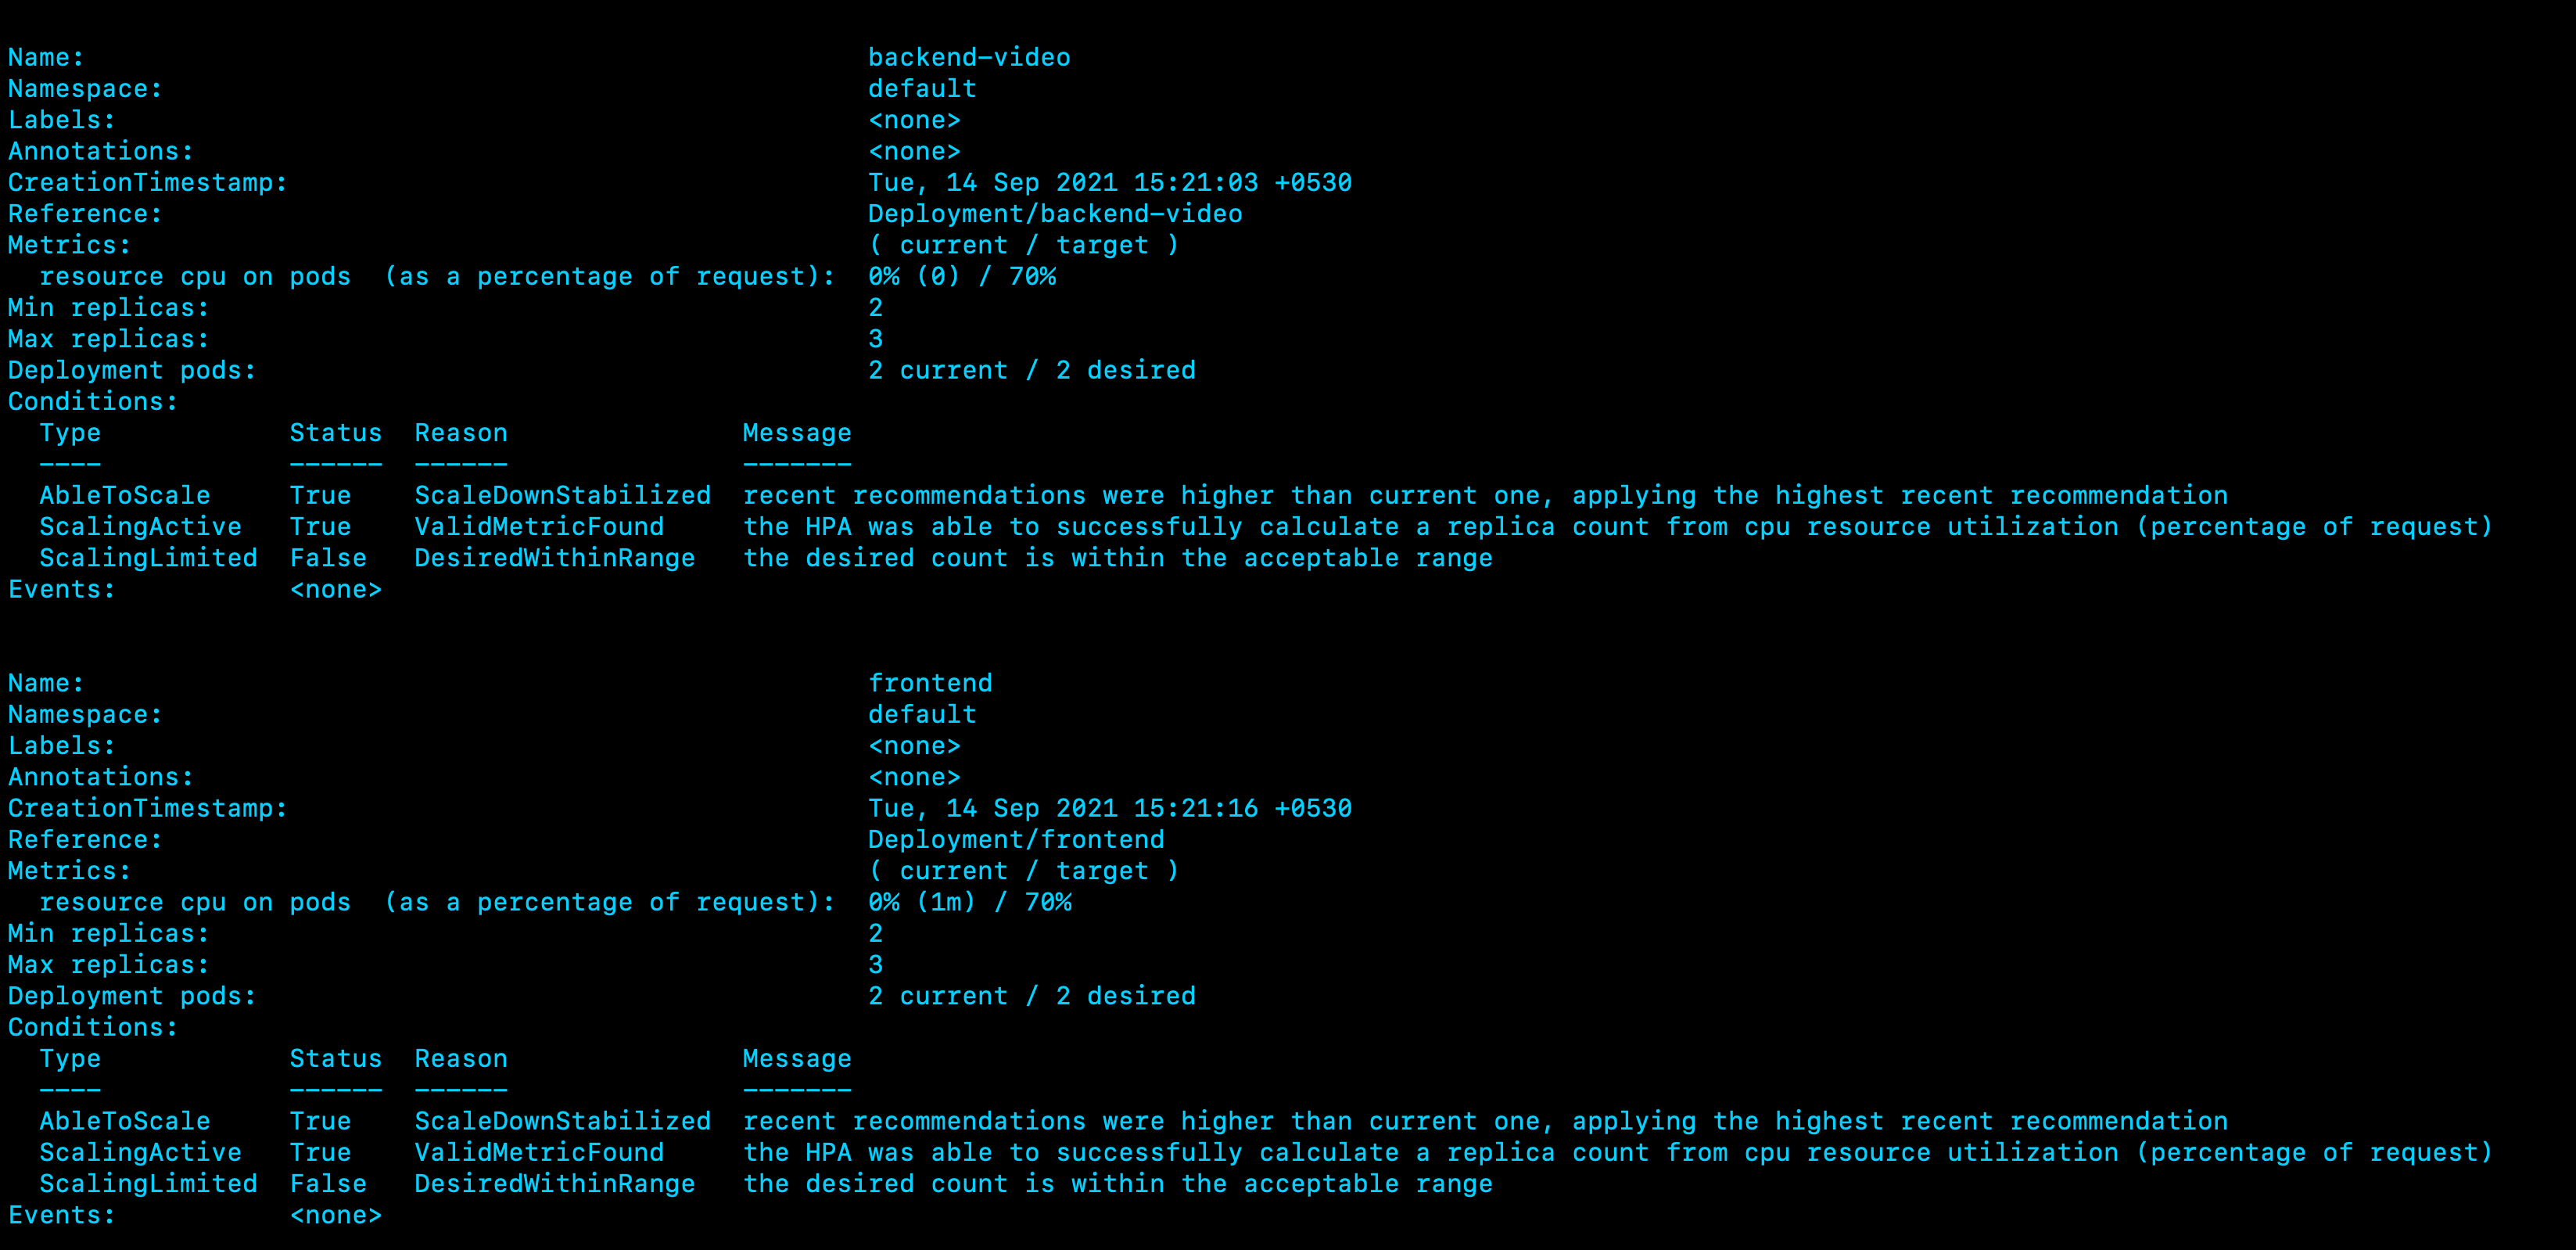 Name:                                                  backend-video
Namespace:                                             default
Labels:                                                <none>
Annotations:                                           <none>
CreationTimestamp:                                     Tue, 14 Sep 2021 15:21:03 +0530
Reference:                                             Deployment/backend-video
Metrics:                                               ( current / target )
  resource cpu on pods  (as a percentage of request):  0% (0) / 70%
Min replicas:                                          2
Max replicas:                                          3
Deployment pods:                                       2 current / 2 desired
Conditions:
  Type            Status  Reason               Message
  ----            ------  ------               -------
  AbleToScale     True    ScaleDownStabilized  recent recommendations were higher than current one, applying the highest recent recommendation
  ScalingActive   True    ValidMetricFound     the HPA was able to successfully calculate a replica count from cpu resource utilization (percentage of request)
  ScalingLimited  False   DesiredWithinRange   the desired count is within the acceptable range
Events:           <none>
Name:                                                  frontend
Namespace:                                             default
Labels:                                                <none>
Annotations:                                           <none>
CreationTimestamp:                                     Tue, 14 Sep 2021 15:21:16 +0530
Reference:                                             Deployment/frontend
Metrics:                                               ( current / target )
  resource cpu on pods  (as a percentage of request):  0% (1m) / 70%
Min replicas:                                          2
Max replicas:                                          3
Deployment pods:                                       2 current / 2 desired
Conditions:
  Type            Status  Reason               Message
  ----            ------  ------               -------
  AbleToScale     True    ScaleDownStabilized  recent recommendations were higher than current one, applying the highest recent recommendation
  ScalingActive   True    ValidMetricFound     the HPA was able to successfully calculate a replica count from cpu resource utilization (percentage of request)
  ScalingLimited  False   DesiredWithinRange   the desired count is within the acceptable range
Events:           <none>